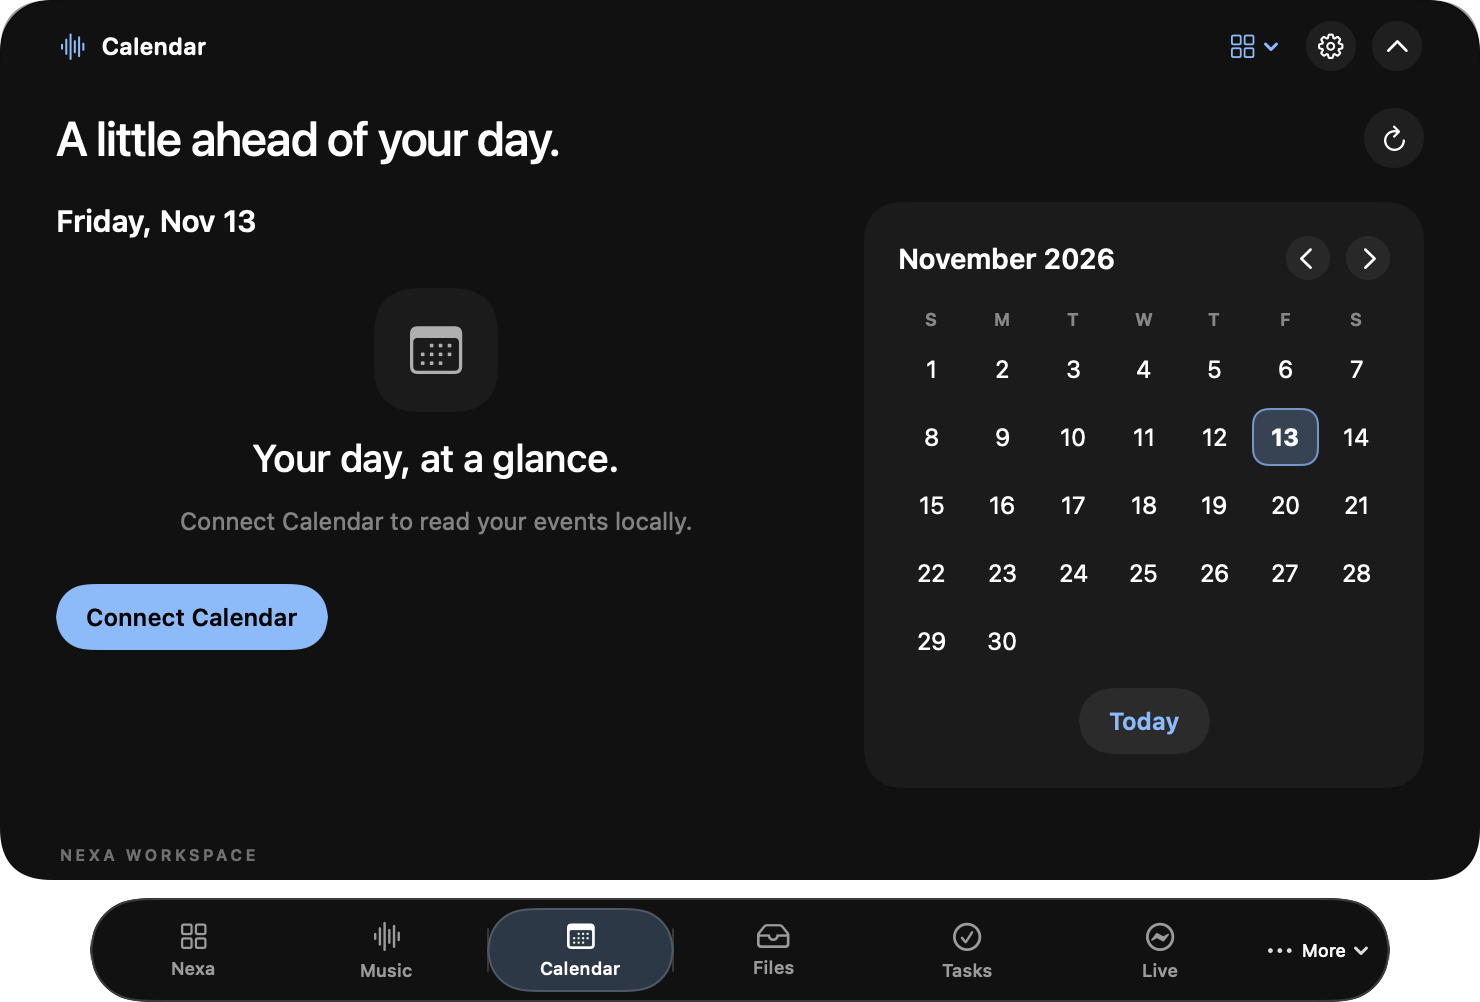 Calendar
A little ahead of your day.
Friday, Nov 13
Your day, at a glance.
Connect Calendar to read your events locally.
Connect Calendar
November 2026
S M T W T F S
1 2 3 4 5 6 7
8 9 10 11 12 13 14
15 16 17 18 19 20 21
22 23 24 25 26 27 28
29 30
Today
NEXA WORKSPACE
Nexa Music Calendar Files Tasks Live More